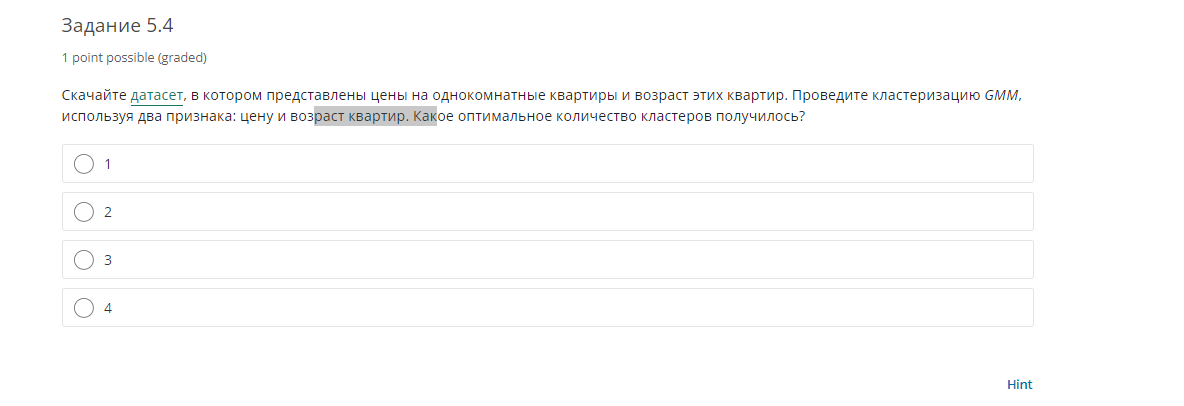 Задание 5.4
1 point possible (graded)
Скачайте датасет, в котором представлены цены на однокомнатные квартиры и возраст этих квартир. Проведите кластеризацию GMM,
используя два признака: цену и возраст квартир. Какое оптимальное количество кластеров получилось?
1
2
3
4
Hint